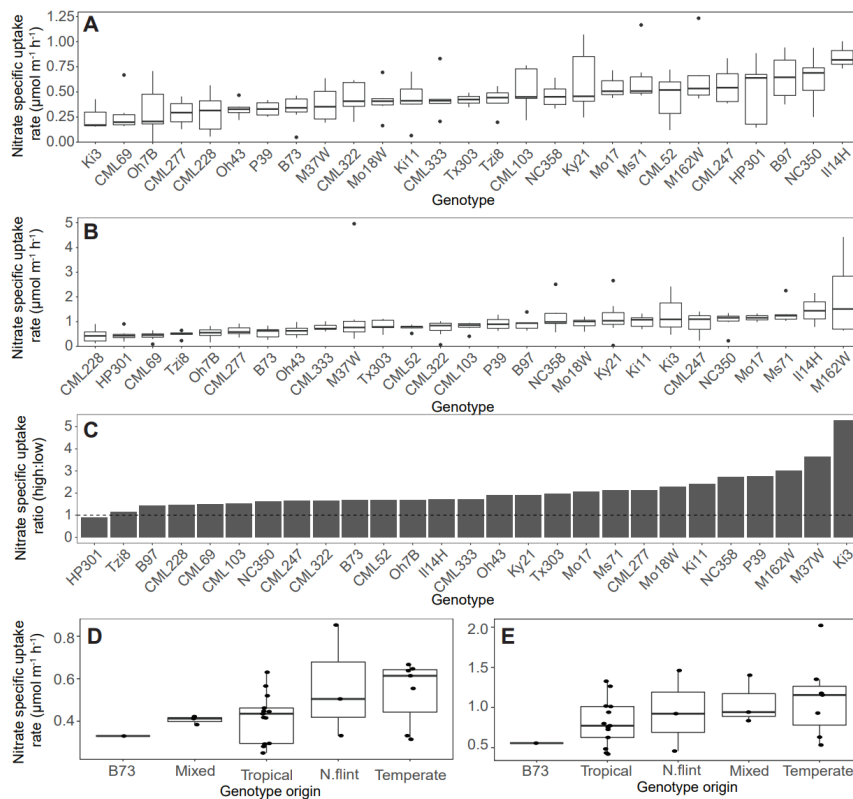 A
Nitrate specific uptake
rate (µmol m⁻¹ h⁻¹)
1.25
1.00
0.75
0.50
0.25
0.00
Ki3 CML69 Oh7B CML277 CML228 Oh43 P39 B73 M37W CML322 Mo18W Ki11 CML333 Tx303 Tzi8 CML103 NC358 Ky21 Mo17 Ms71 CML52 M162W CML247 HP301 B97 NC350 Il14H
Genotype
B
Nitrate specific uptake
rate (µmol m⁻¹ h⁻¹)
5
4
3
2
1
0
CML228 HP301 CML69 Tzi8 Oh7B CML277 B73 Oh43 CML333 M37W Tx303 CML52 CML322 CML103 P39 B97 NC358 Mo18W Ky21 Ki11 Ki3 CML247 NC350 Mo17 Ms71 Il14H M162W
Genotype
C
Nitrate specific uptake
ratio (high:low)
5
4
3
2
1
0
HP301 Tzi8 B97 CML228 CML69 CML103 NC350 CML247 CML322 B73 CML52 Oh7B Il14H CML333 Oh43 Ky21 Tx303 Mo17 Ms71 CML277 Mo18W Ki11 NC358 P39 M162W M37W Ki3
Genotype
D
Nitrate specific uptake
rate (µmol m⁻¹ h⁻¹)
0.8
0.6
0.4
B73 Mixed Tropical N.flint Temperate
Genotype origin
E
2.0
1.5
1.0
0.5
B73 Tropical N.flint Mixed Temperate
Genotype origin